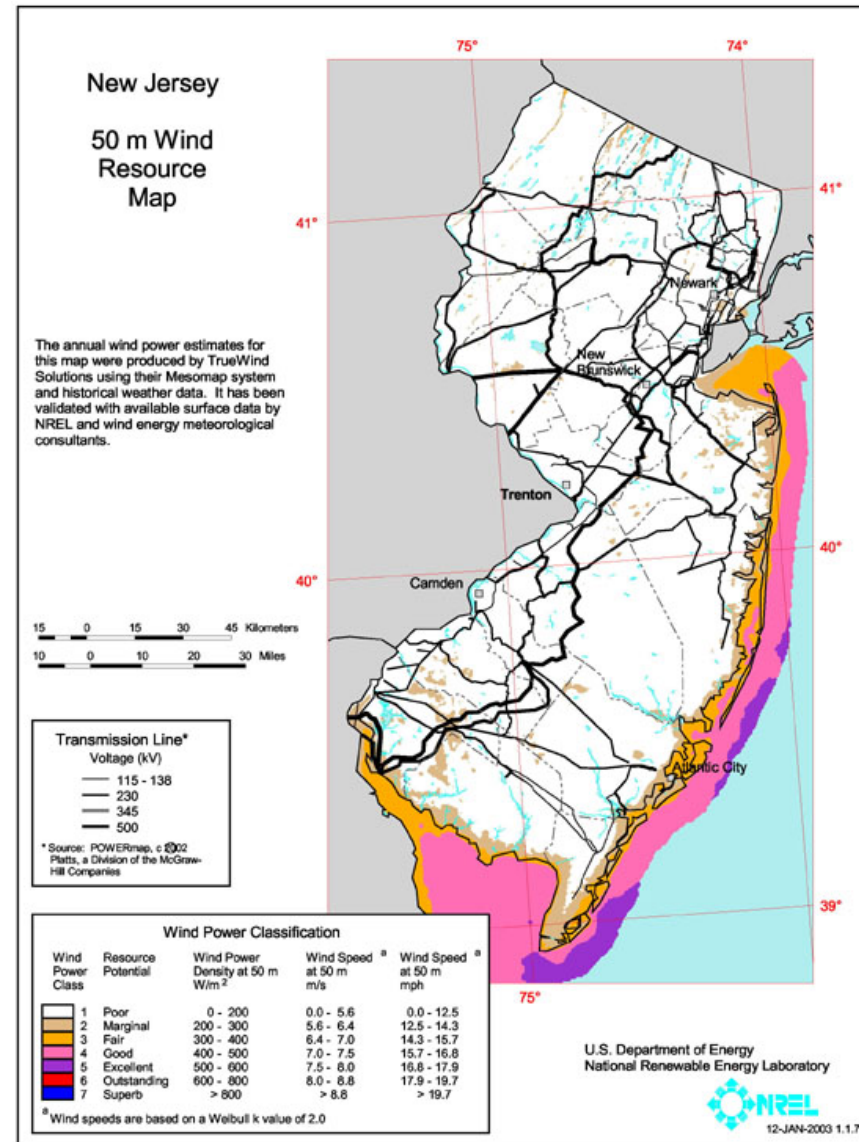 New Jersey
50 m Wind
Resource
Map
75°
74°
41°
41°
Newark
New
Brunswick
The annual wind power estimates for
this map were produced by TrueWind
Solutions using their Mesomap system
and historical weather data. It has been
validated with available surface data by
NREL and wind energy meteorological
consultants.
Trenton
40°
40°
Camden
15 0 15 30 45 Kilometers
10 0 10 20 30 Miles
Transmission Line*
Voltage (kV)
115 - 138
230
345
500
* Source: POWERmap, c 2002
Platts, a Division of the McGraw-
Hill Companies
Atlantic City
39°
39°
75°
Wind Power Classification
Wind Power Class Resource Potential Wind Power Density at 50 m W/m 2 Wind Speed a at 50 m m/s Wind Speed a at 50 m mph
1 Poor 0 - 200 0.0 - 5.6 0.0 - 12.5
2 Marginal 200 - 300 5.6 - 6.4 12.5 - 14.3
3 Fair 300 - 400 6.4 - 7.0 14.3 - 15.7
4 Good 400 - 500 7.0 - 7.5 15.7 - 16.8
5 Excellent 500 - 600 7.5 - 8.0 16.8 - 17.9
6 Outstanding 600 - 800 8.0 - 8.8 17.9 - 19.7
7 Superb > 800 > 8.8 > 19.7
a Wind speeds are based on a Weibull k value of 2.0
U.S. Department of Energy
National Renewable Energy Laboratory
NREL
12-JAN-2003 1.1.7